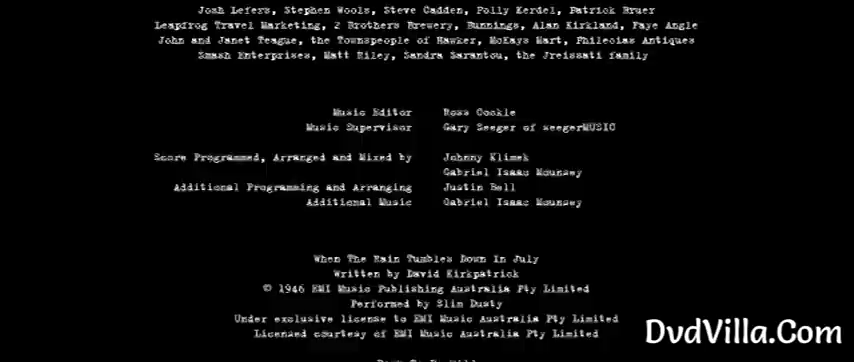 Josh Lefers, Stephen Wools, Steve Cadden, Polly Kerdel, Patrick Bruer
Leapfrog Travel Marketing, 2 Brothers Brewery, Bunnings, Alan Kirkland, Faye Angle
John and Janet Teague, the Townspeople of Hawker, McKays Mart, Philecias Antiques
Smash Enterprises, Matt Riley, Sandra Sarantou, the Jreissati family
Music Editor Ross Cockle
Music Supervisor Gary Seeger of seegerMUSIC
Score Programmed, Arranged and Mixed by Johnny Klimek
Gabriel Isaac Mounsey
Additional Programming and Arranging Justin Bell
Additional Music Gabriel Isaac Mounsey
When The Rain Tumbles Down In July
Written by David Kirkpatrick
© 1946 EMI Music Publishing Australia Pty Limited
Performed by Slim Dusty
Under exclusive license to EMI Music Australia Pty Limited
Licensed courtesy of EMI Music Australia Pty Limited
DvdVilla.Com